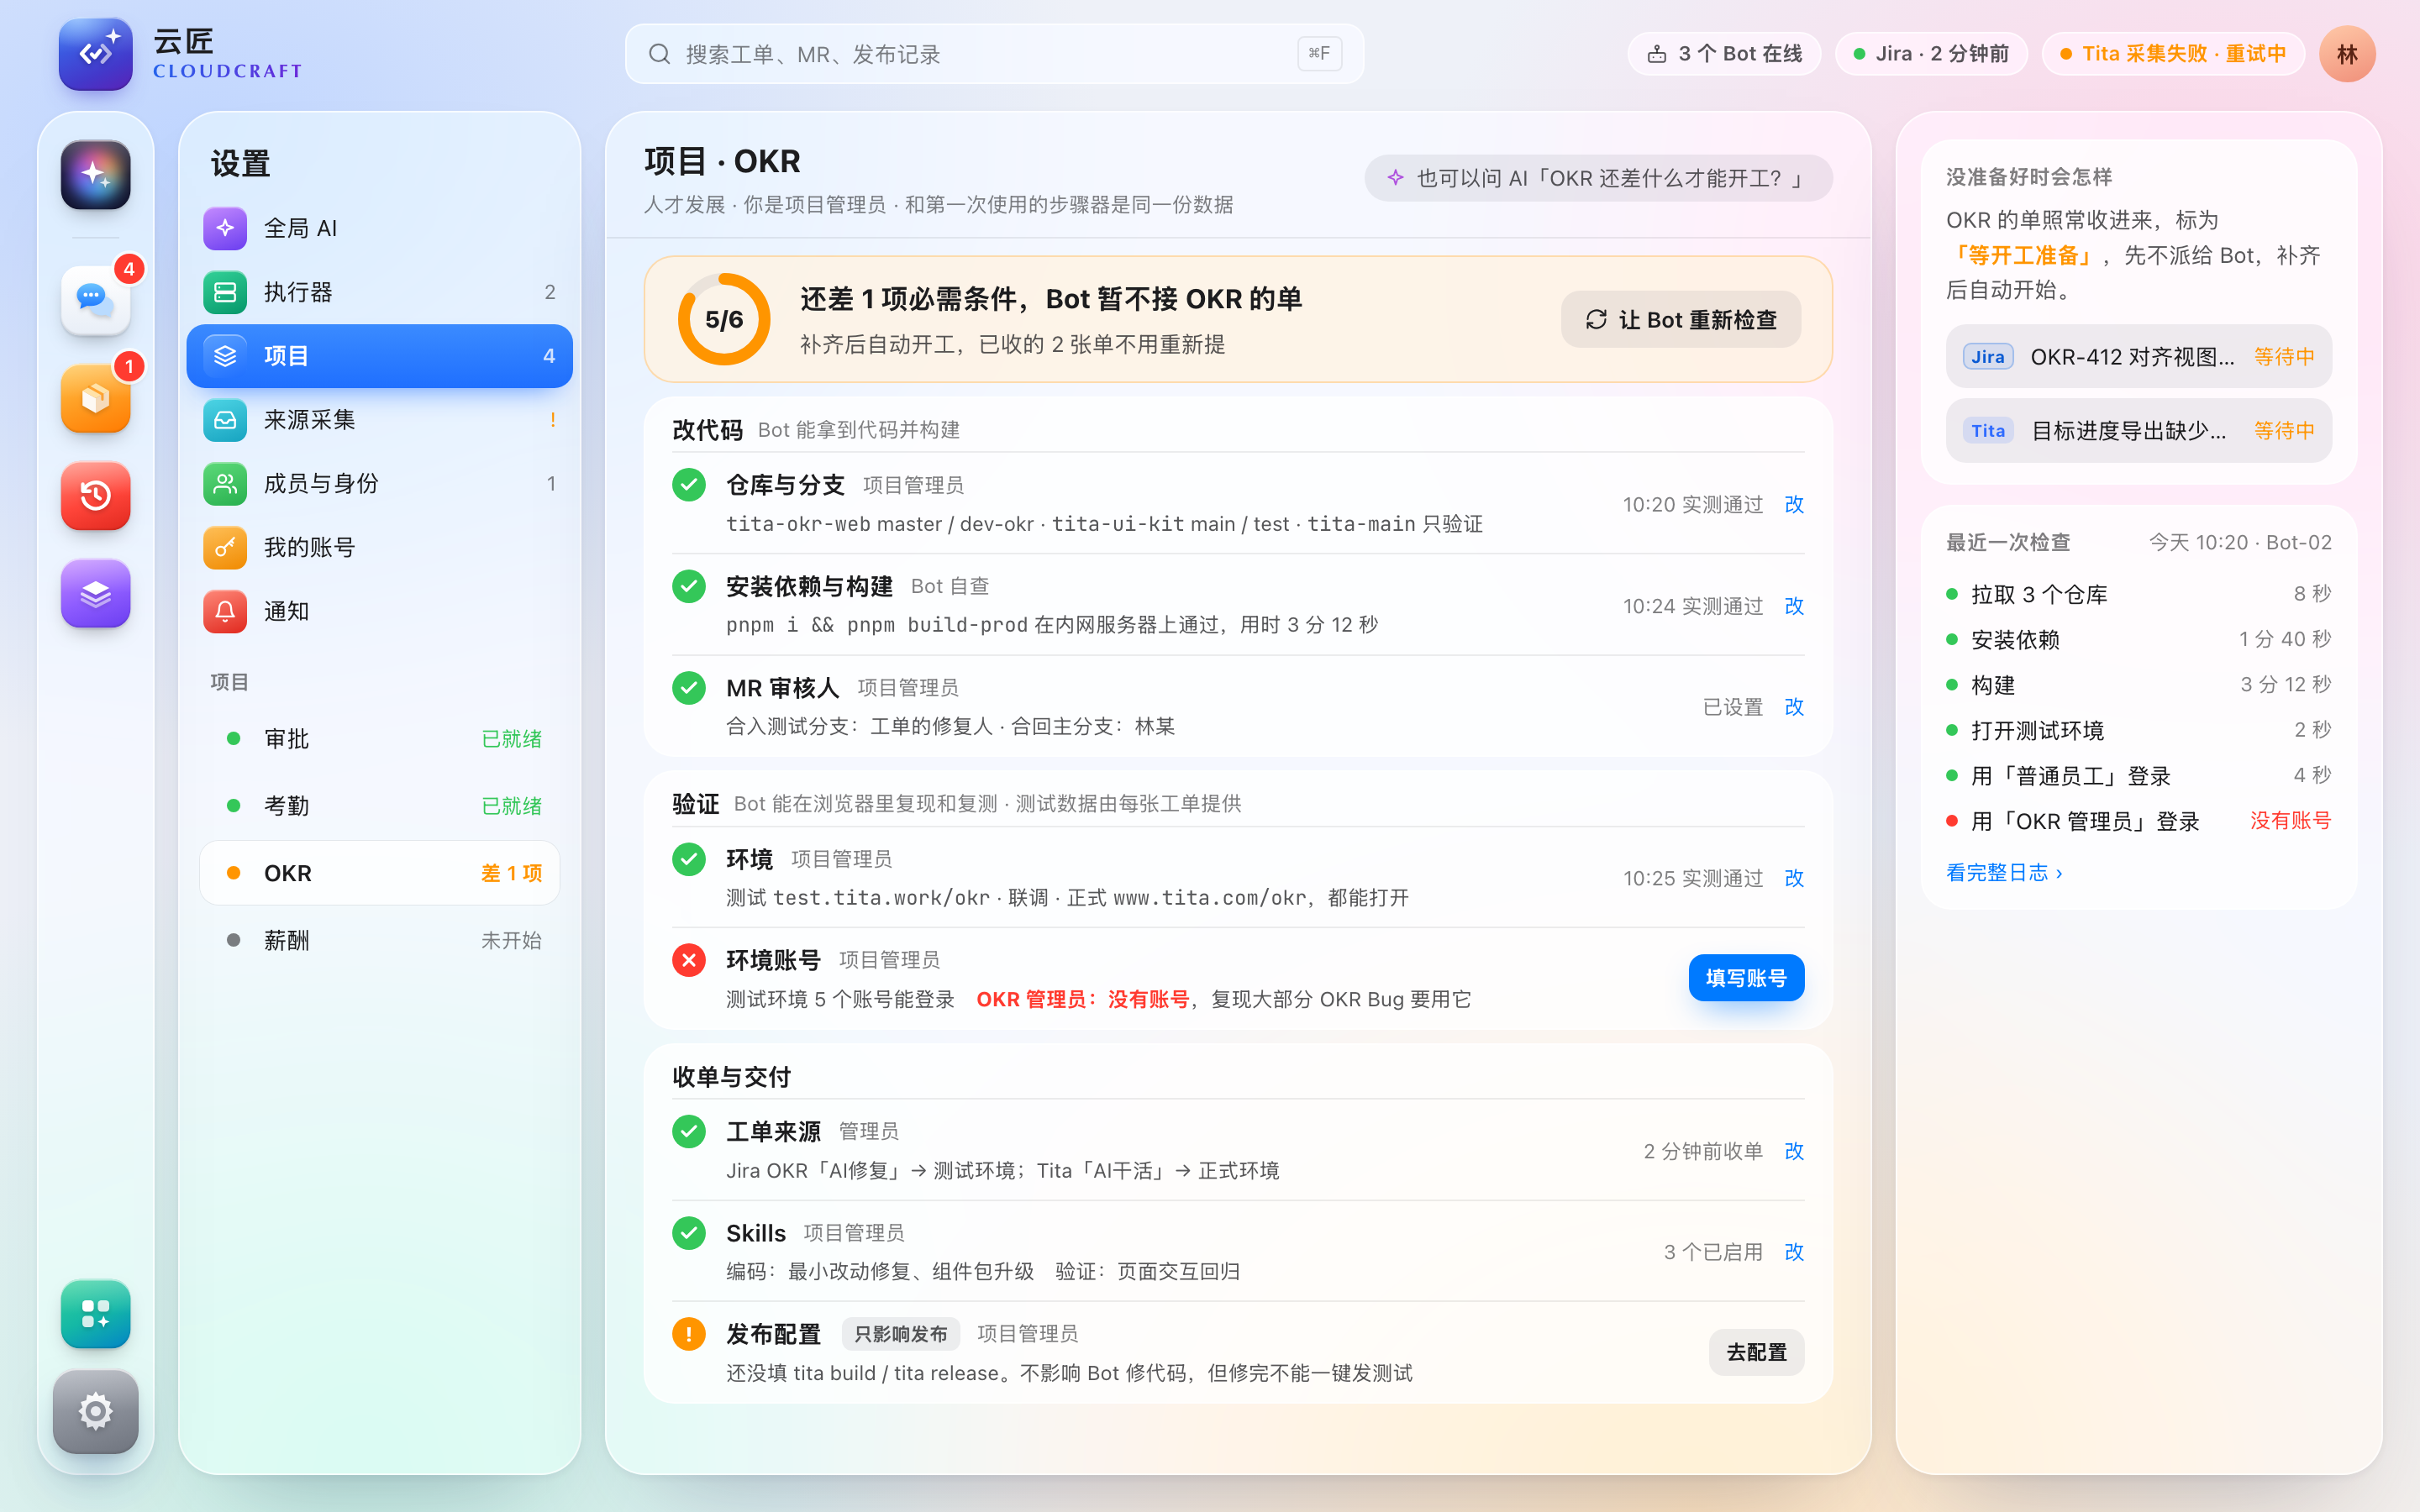 云匠
CLOUDCRAFT
搜索工单、MR、发布记录
⌘F
3 个 Bot 在线
Jira · 2 分钟前
Tita 采集失败 · 重试中
林
4
1
设置
全局 AI
执行器 2
项目 4
来源采集 !
成员与身份 1
我的账号
通知
项目
审批 已就绪
考勤 已就绪
OKR 差 1 项
薪酬 未开始
项目 · OKR
人才发展 · 你是项目管理员 · 和第一次使用的步骤器是同一份数据
也可以问 AI「OKR 还差什么才能开工？」
5/6
还差 1 项必需条件，Bot 暂不接 OKR 的单
补齐后自动开工，已收的 2 张单不用重新提
让 Bot 重新检查
改代码 Bot 能拿到代码并构建
仓库与分支 项目管理员
tita-okr-web master / dev-okr · tita-ui-kit main / test · tita-main 只验证
10:20 实测通过 改
安装依赖与构建 Bot 自查
pnpm i && pnpm build-prod 在内网服务器上通过，用时 3 分 12 秒
10:24 实测通过 改
MR 审核人 项目管理员
合入测试分支：工单的修复人 · 合回主分支：林某
已设置 改
验证 Bot 能在浏览器里复现和复测 · 测试数据由每张工单提供
环境 项目管理员
测试 test.tita.work/okr · 联调 · 正式 www.tita.com/okr，都能打开
10:25 实测通过 改
环境账号 项目管理员
测试环境 5 个账号能登录 OKR 管理员：没有账号，复现大部分 OKR Bug 要用它
填写账号
收单与交付
工单来源 管理员
Jira OKR「AI修复」→ 测试环境；Tita「AI干活」→ 正式环境
2 分钟前收单 改
Skills 项目管理员
编码：最小改动修复、组件包升级 验证：页面交互回归
3 个已启用 改
! 发布配置 只影响发布 项目管理员
还没填 tita build / tita release。不影响 Bot 修代码，但修完不能一键发测试
去配置
没准备好时会怎样
OKR 的单照常收进来，标为
「等开工准备」，先不派给 Bot，补齐
后自动开始。
Jira OKR-412 对齐视图... 等待中
Tita 目标进度导出缺少... 等待中
最近一次检查 今天 10:20 · Bot-02
拉取 3 个仓库 8 秒
安装依赖 1 分 40 秒
构建 3 分 12 秒
打开测试环境 2 秒
用「普通员工」登录 4 秒
用「OKR 管理员」登录 没有账号
看完整日志 ›